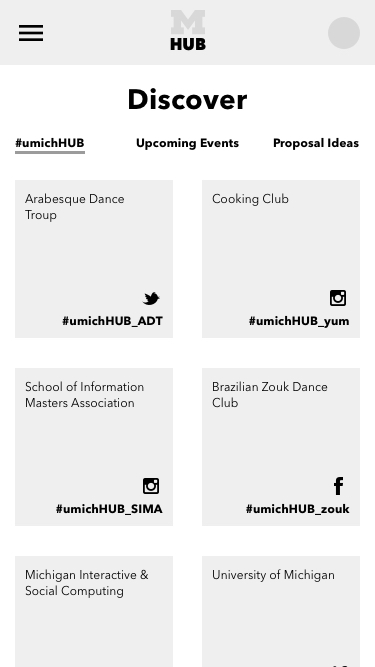 M
HUB
Discover
#umichHUB
Upcoming Events
Proposal Ideas
Arabesque Dance
Troup
#umichHUB_ADT
Cooking Club
#umichHUB_yum
School of Information
Masters Association
#umichHUB_SIMA
Brazilian Zouk Dance
Club
#umichHUB_zouk
Michigan Interactive &
Social Computing
University of Michigan